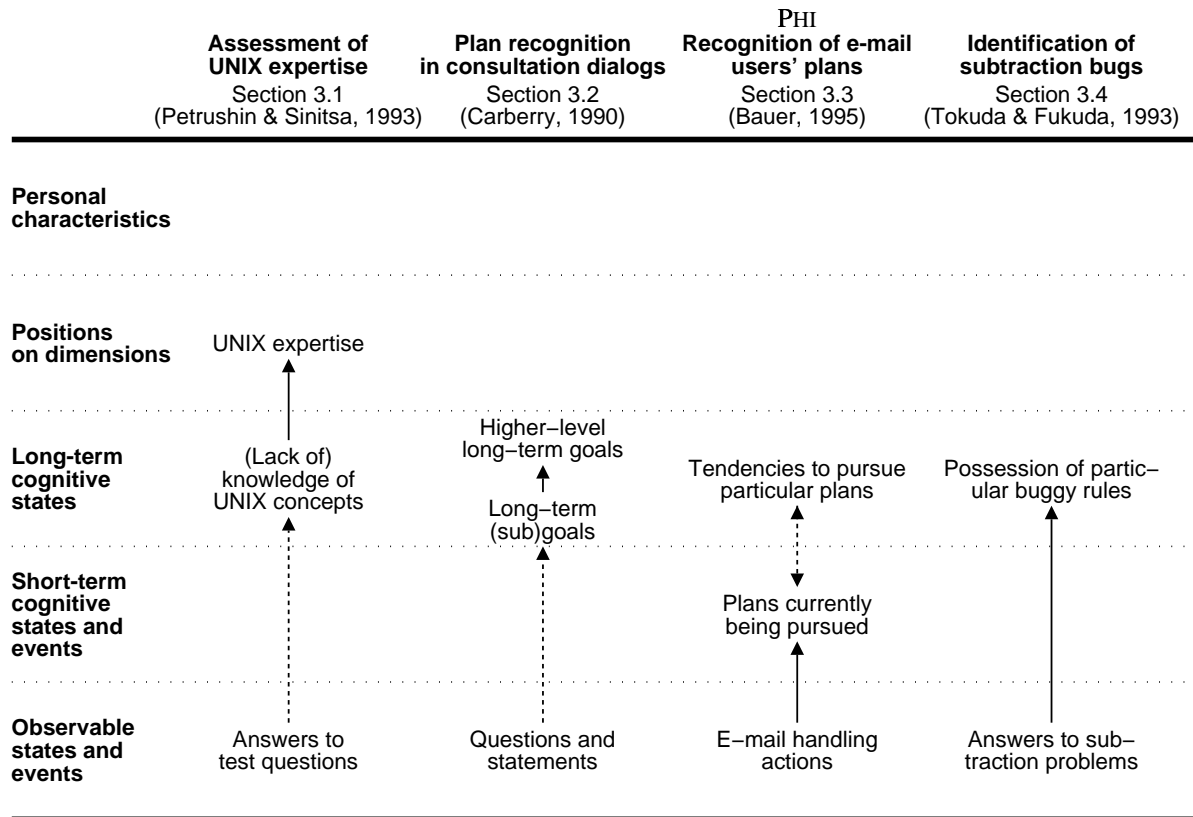 PHI
Assessment of
UNIX expertise
Section 3.1
(Petrushin & Sinitsa, 1993)
Plan recognition
in consultation dialogs
Section 3.2
(Carberry, 1990)
Recognition of e-mail
users' plans
Section 3.3
(Bauer, 1995)
Identification of
subtraction bugs
Section 3.4
(Tokuda & Fukuda, 1993)
Personal
characteristics
Positions
on dimensions
UNIX expertise
Long-term
cognitive
states
(Lack of)
knowledge of
UNIX concepts
Higher−level
long−term goals
Long−term
(sub)goals
Tendencies to pursue
particular plans
Possession of partic−
ular buggy rules
Short-term
cognitive
states and
events
Plans currently
being pursued
Observable
states and
events
Answers to
test questions
Questions and
statements
E−mail handling
actions
Answers to sub−
traction problems